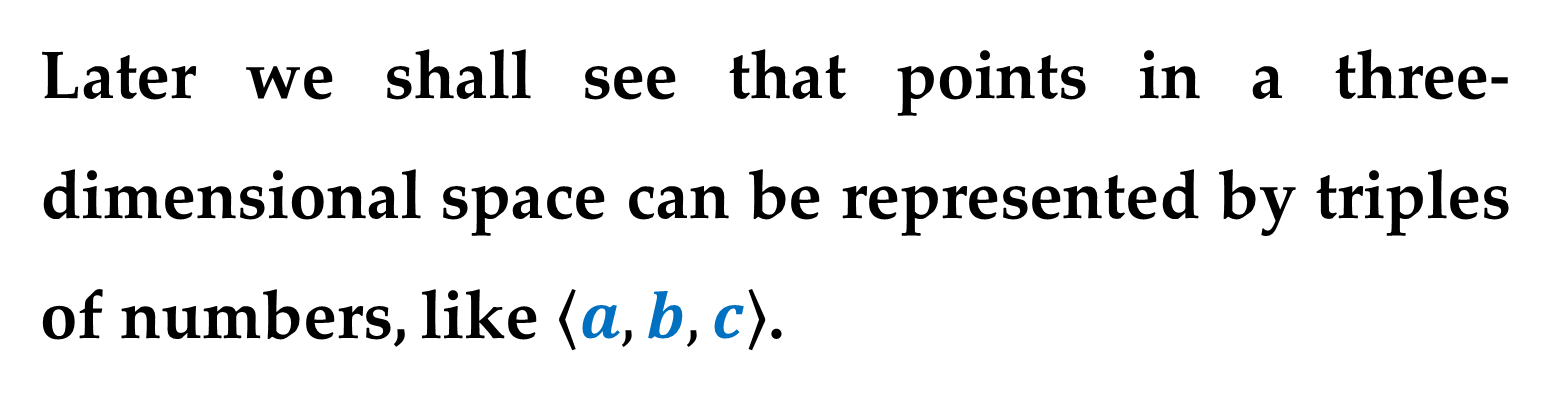 Later we shall see that points in a three-
dimensional space can be represented by triples
of numbers, like ⟨a, b, c⟩.